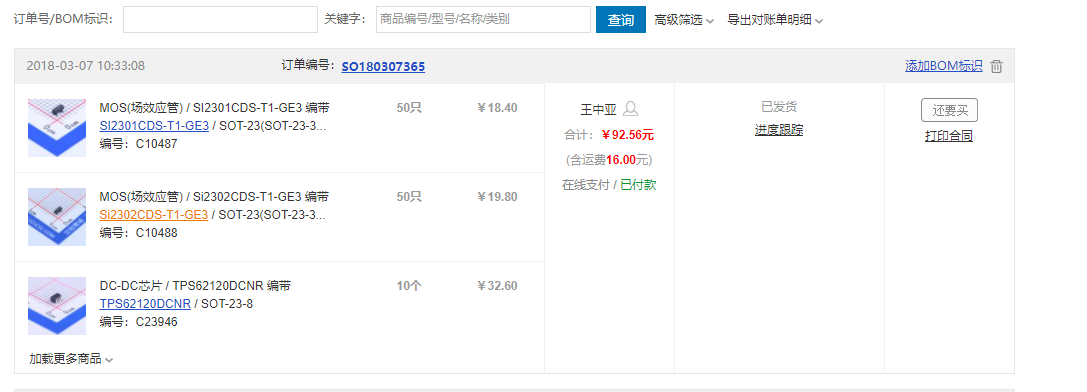 订单号/BOM标识：
关键字： 商品编号/型号/名称/类别 查询 高级筛选 导出对账单明细
2018-03-07 10:33:08 订单编号：SO180307365 添加BOM标识
MOS(场效应管) / SI2301CDS-T1-GE3 编带
SI2301CDS-T1-GE3 / SOT-23(SOT-23-3...
编号：C10487
50只 ￥18.40
MOS(场效应管) / Si2302CDS-T1-GE3 编带
Si2302CDS-T1-GE3 / SOT-23(SOT-23-3...
编号：C10488
50只 ￥19.80
DC-DC芯片 / TPS62120DCNR 编带
TPS62120DCNR / SOT-23-8
编号：C23946
10个 ￥32.60
加载更多商品
王中亚
合计：￥92.56元
(含运费16.00元)
在线支付 / 已付款
已发货
进度跟踪
还要买
打印合同